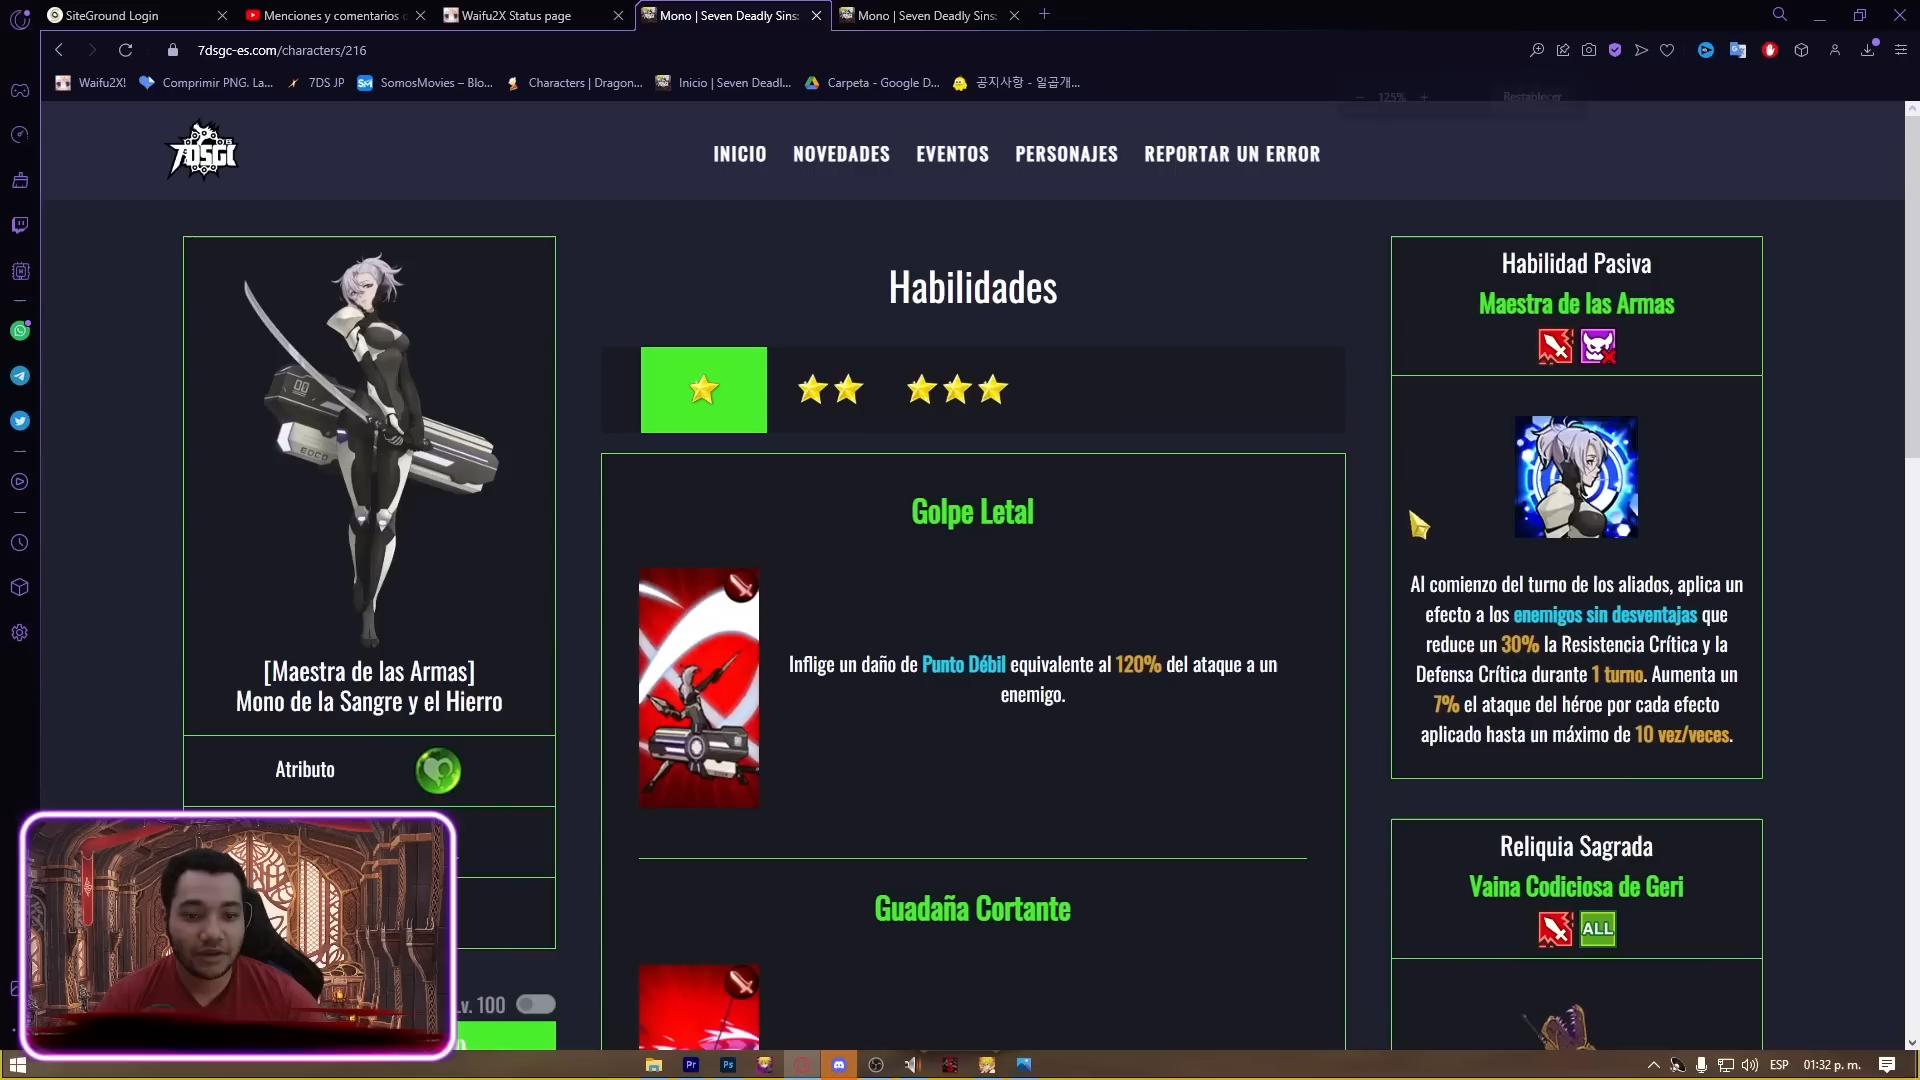 SiteGround Login
Menciones y comentarios
Waifu2X Status page
Mono | Seven Deadly Sins:
Mono | Seven Deadly Sins:
7dsgc-es.com/characters/216
Waifu2X!
Comprimir PNG. La...
7DS JP
SomosMovies – Blo...
Characters | Dragon...
Inicio | Seven Deadl...
Carpeta - Google D...
공지사항 - 일곱개...
125%
Restablecer
7DSGC
INICIO
NOVEDADES
EVENTOS
PERSONAJES
REPORTAR UN ERROR
[Maestra de las Armas]
Mono de la Sangre y el Hierro
Atributo
Lv. 100
Habilidades
Golpe Letal
Inflige un daño de Punto Débil equivalente al 120% del ataque a un
enemigo.
Guadaña Cortante
Habilidad Pasiva
Maestra de las Armas
Al comienzo del turno de los aliados, aplica un
efecto a los enemigos sin desventajas que
reduce un 30% la Resistencia Crítica y la
Defensa Crítica durante 1 turno. Aumenta un
7% el ataque del héroe por cada efecto
aplicado hasta un máximo de 10 vez/veces.
Reliquia Sagrada
Vaina Codiciosa de Geri
ALL
Pr
Ps
ESP
01:32 p. m.